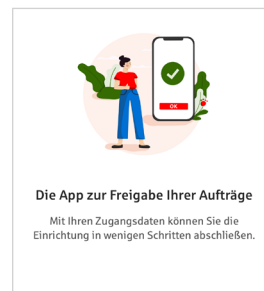 OK
Die App zur Freigabe Ihrer Aufträge
Mit Ihren Zugangsdaten können Sie die
Einrichtung in wenigen Schritten abschließen.